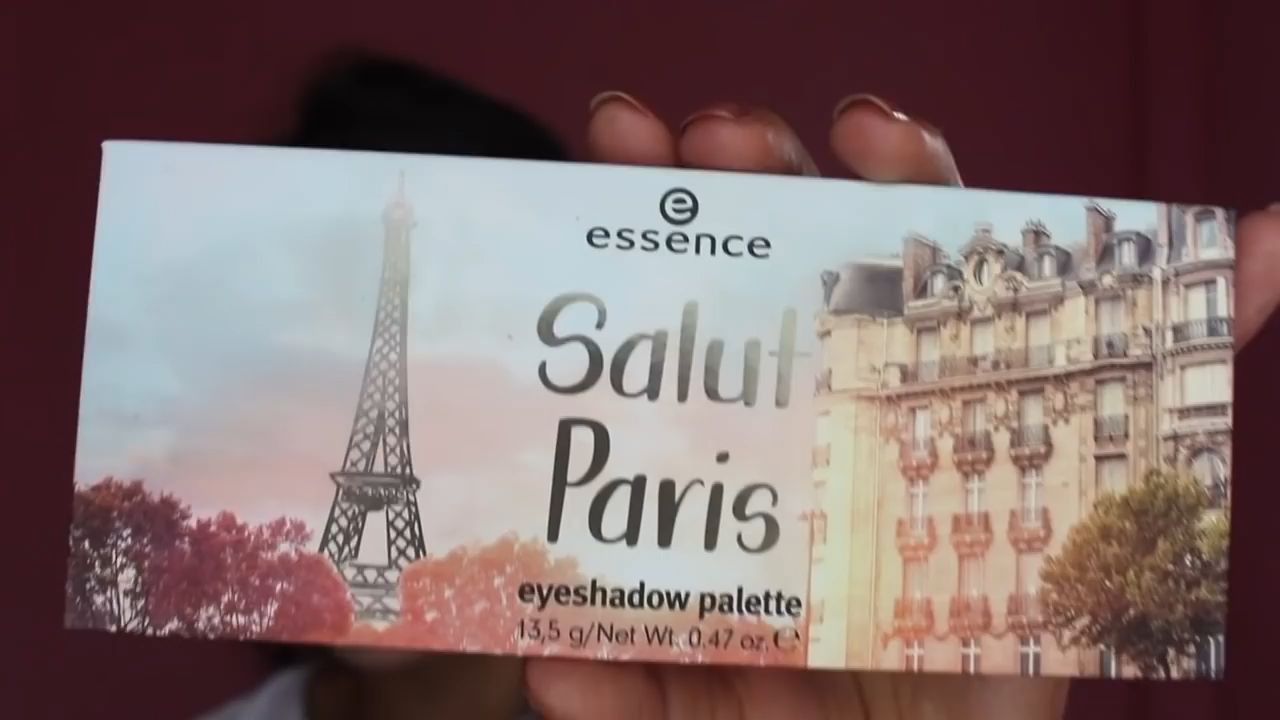 e
essence
Salut
Paris
eyeshadow palette
13,5 g/Net Wt. 0.47 oz. ℮